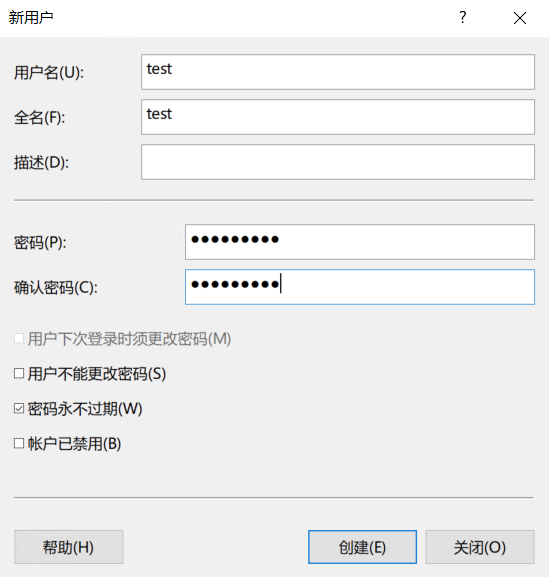 新用户
用户名(U): test
全名(F): test
描述(D):
密码(P): ●●●●●●●●●
确认密码(C): ●●●●●●●●●
用户下次登录时须更改密码(M)
用户不能更改密码(S)
密码永不过期(W)
帐户已禁用(B)
帮助(H) 创建(E) 关闭(O)